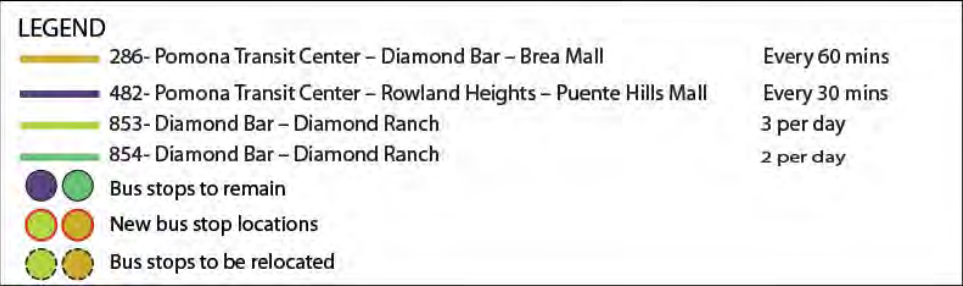 LEGEND
286- Pomona Transit Center – Diamond Bar – Brea Mall Every 60 mins
482- Pomona Transit Center – Rowland Heights – Puente Hills Mall Every 30 mins
853- Diamond Bar – Diamond Ranch 3 per day
854- Diamond Bar – Diamond Ranch 2 per day
Bus stops to remain
New bus stop locations
Bus stops to be relocated